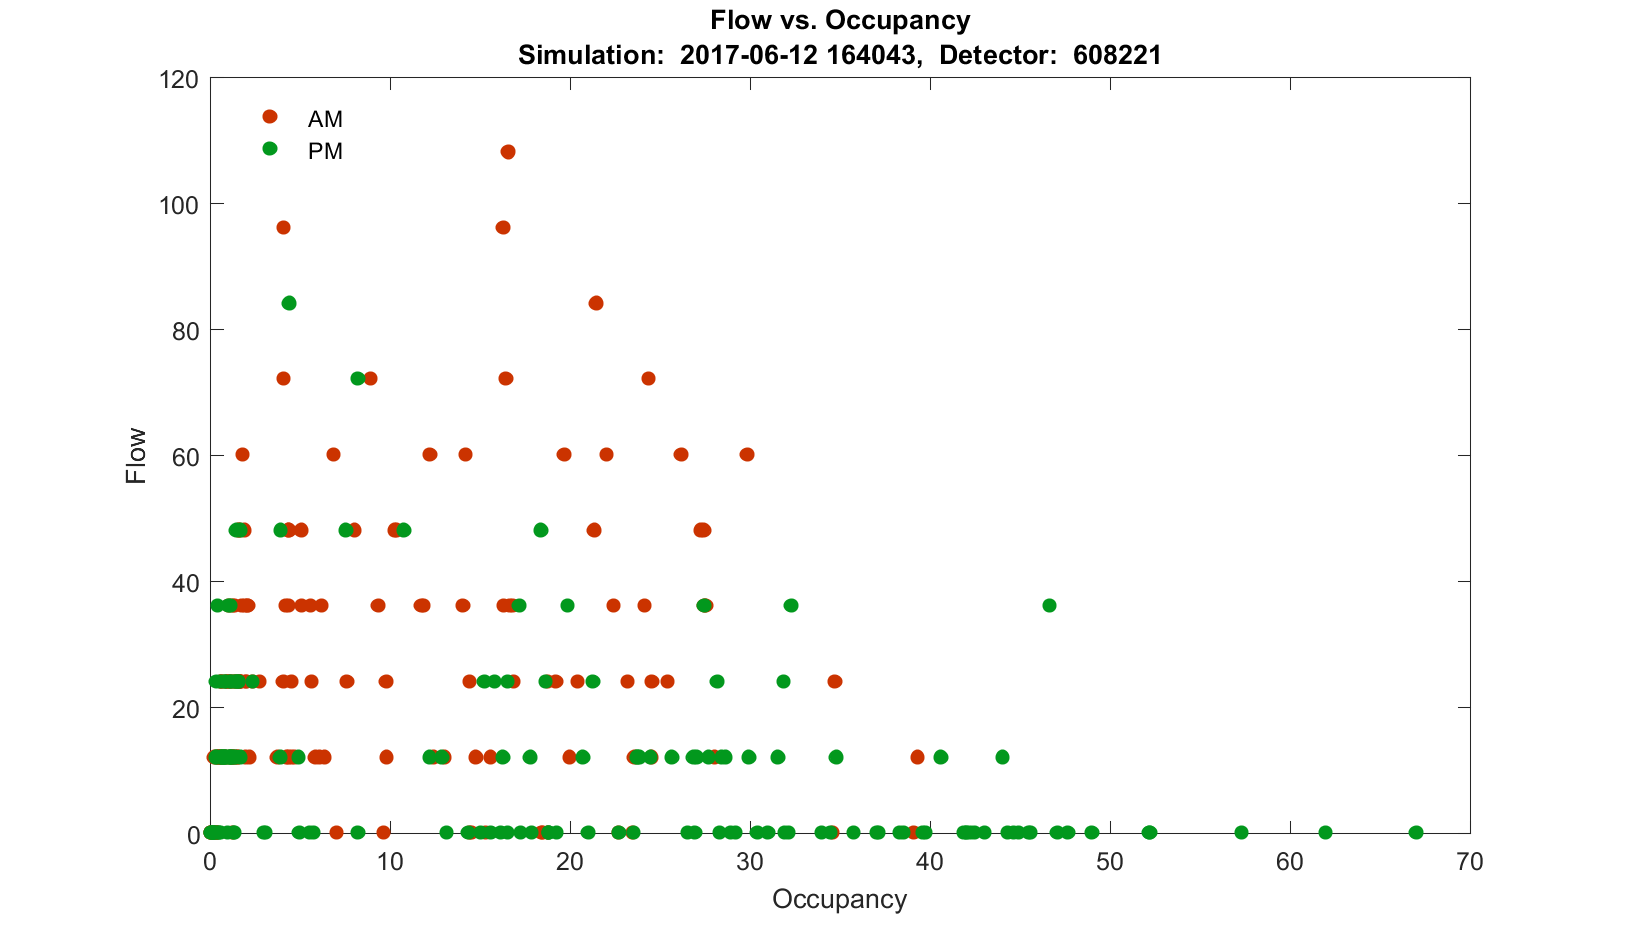 Flow vs. Occupancy
Simulation:  2017-06-12 164043,  Detector:  608221
120
AM
PM
100
80
60
Flow
40
20
0
0 10 20 30 40 50 60 70
Occupancy